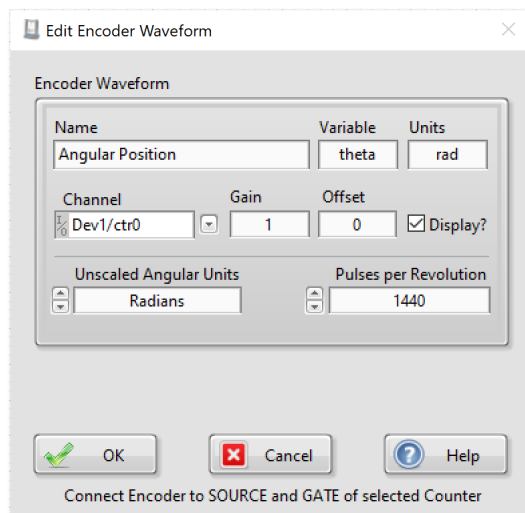 Edit Encoder Waveform
Encoder Waveform
Name Variable Units
Angular Position theta rad
Channel Gain Offset
I/O Dev1/ctr0 1 0 Display?
Unscaled Angular Units Pulses per Revolution
Radians 1440
OK Cancel ? Help
Connect Encoder to SOURCE and GATE of selected Counter